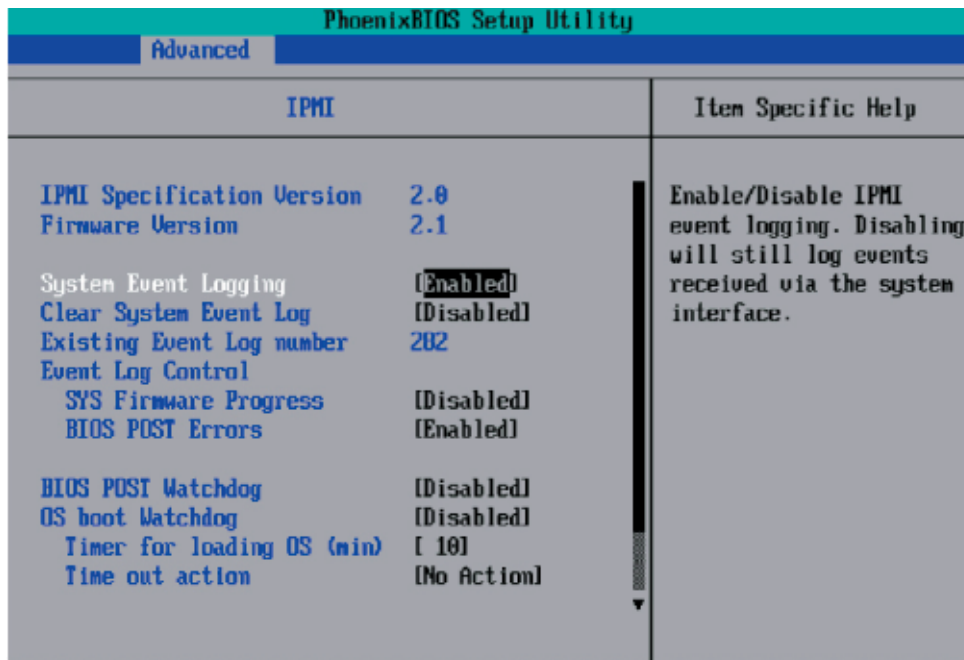 PhoenixBIOS Setup Utility
Advanced
IPMI
Item Specific Help
IPMI Specification Version 2.0
Firmware Version 2.1
System Event Logging [Enabled]
Clear System Event Log [Disabled]
Existing Event Log number 282
Event Log Control
SYS Firmware Progress [Disabled]
BIOS POST Errors [Enabled]
BIOS POST Watchdog [Disabled]
OS boot Watchdog [Disabled]
Timer for loading OS (min) [ 10]
Time out action [No Action]
Enable/Disable IPMI
event logging. Disabling
will still log events
received via the system
interface.